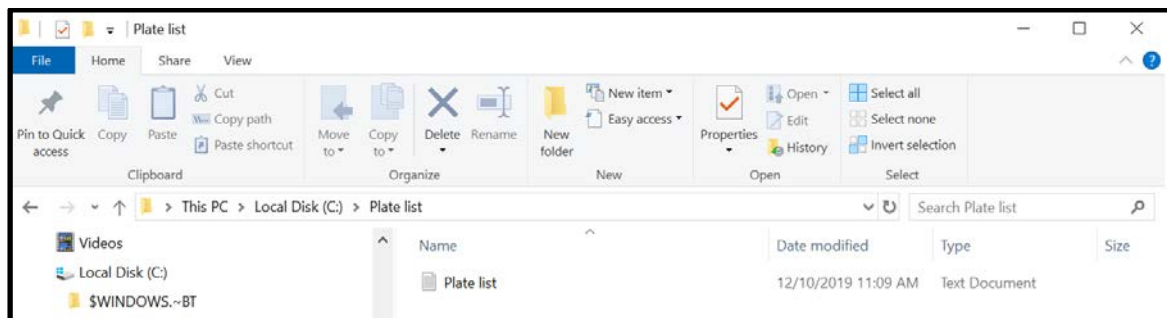 Plate list
File Home Share View
Pin to Quick access
Copy
Paste
Cut
Copy path
Paste shortcut
Clipboard
Move to
Copy to
Delete
Rename
Organize
New folder
New item
Easy access
New
Properties
Open
Edit
History
Open
Select all
Select none
Invert selection
Select
This PC > Local Disk (C:) > Plate list
Search Plate list
Videos
Local Disk (C:)
$WINDOWS.~BT
Name Date modified Type Size
Plate list 12/10/2019 11:09 AM Text Document